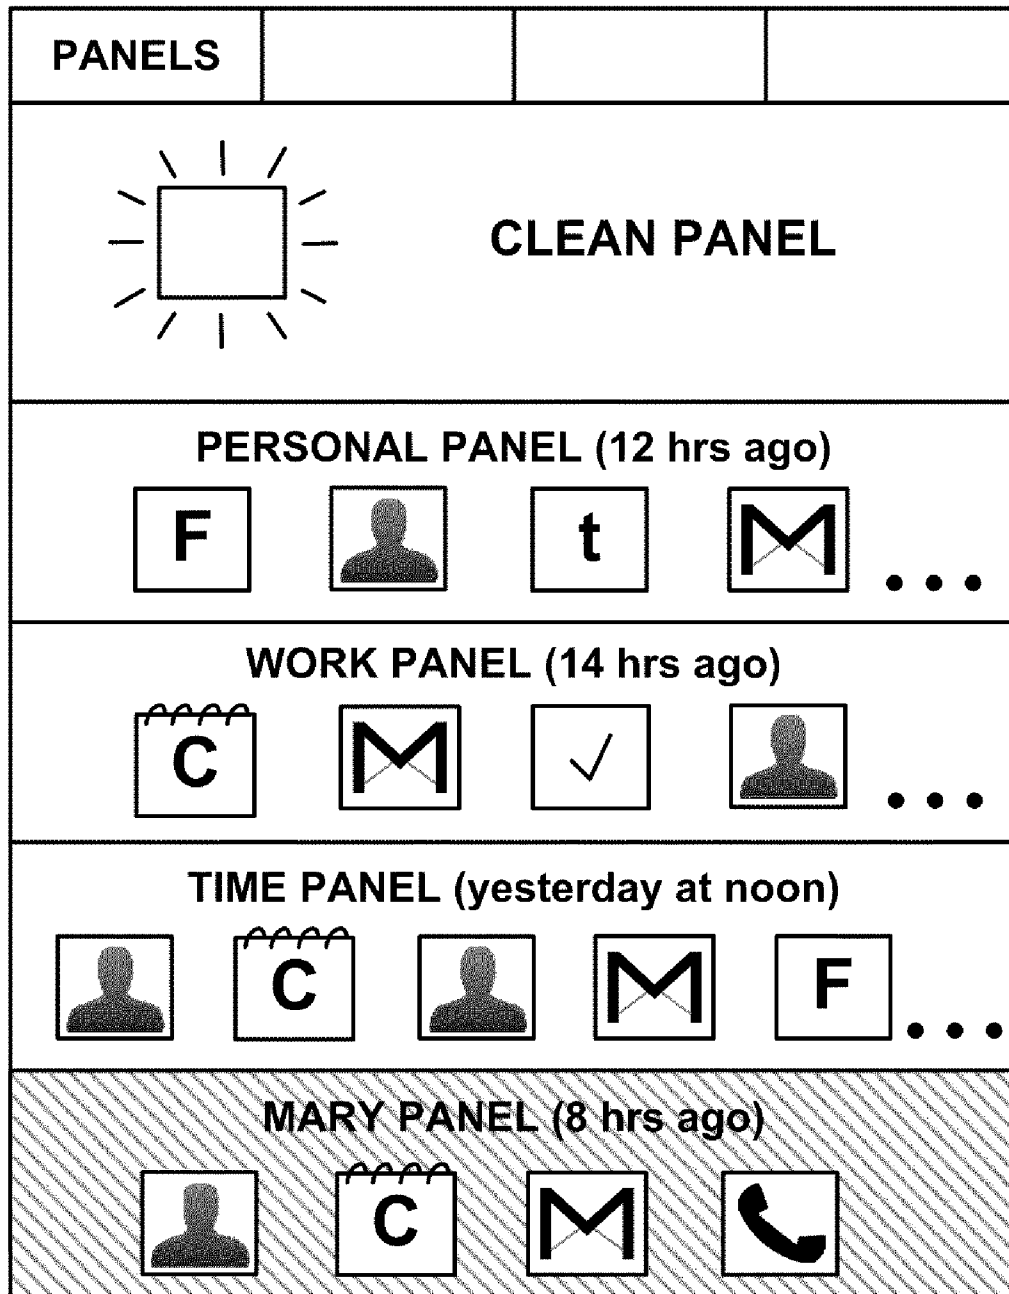 PANELS
CLEAN PANEL
PERSONAL PANEL (12 hrs ago)
F t
WORK PANEL (14 hrs ago)
C
TIME PANEL (yesterday at noon)
C F
MARY PANEL (8 hrs ago)
C